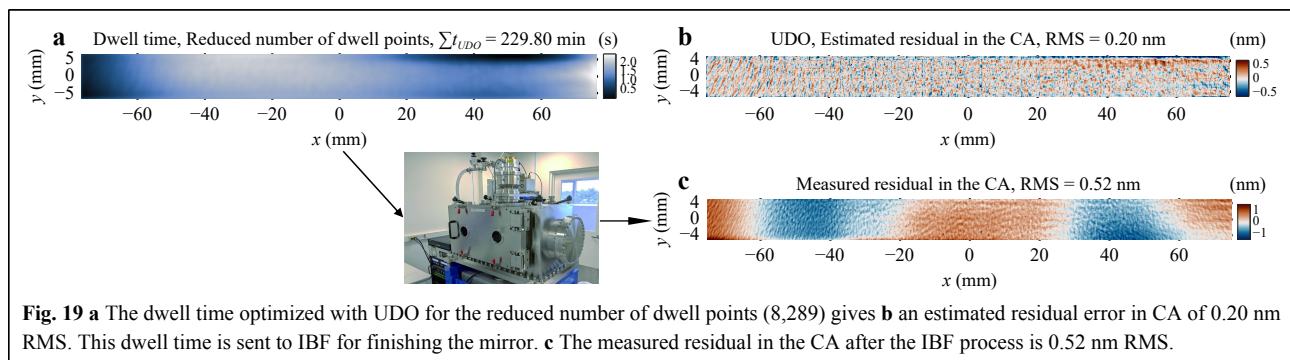 a Dwell time, Reduced number of dwell points, ∑t_UDO = 229.80 min (s)
y (mm)
5
0
−5
2.0
1.5
1.0
0.5
−60 −40 −20 0 20 40 60
x (mm)
b UDO, Estimated residual in the CA, RMS = 0.20 nm (nm)
y (mm)
4
0
−4
0.5
0
−0.5
−60 −40 −20 0 20 40 60
x (mm)
c Measured residual in the CA, RMS = 0.52 nm (nm)
y (mm)
4
0
−4
1
0
−1
−60 −40 −20 0 20 40 60
x (mm)
Fig. 19 a The dwell time optimized with UDO for the reduced number of dwell points (8,289) gives b an estimated residual error in CA of 0.20 nm
RMS. This dwell time is sent to IBF for finishing the mirror. c The measured residual in the CA after the IBF process is 0.52 nm RMS.